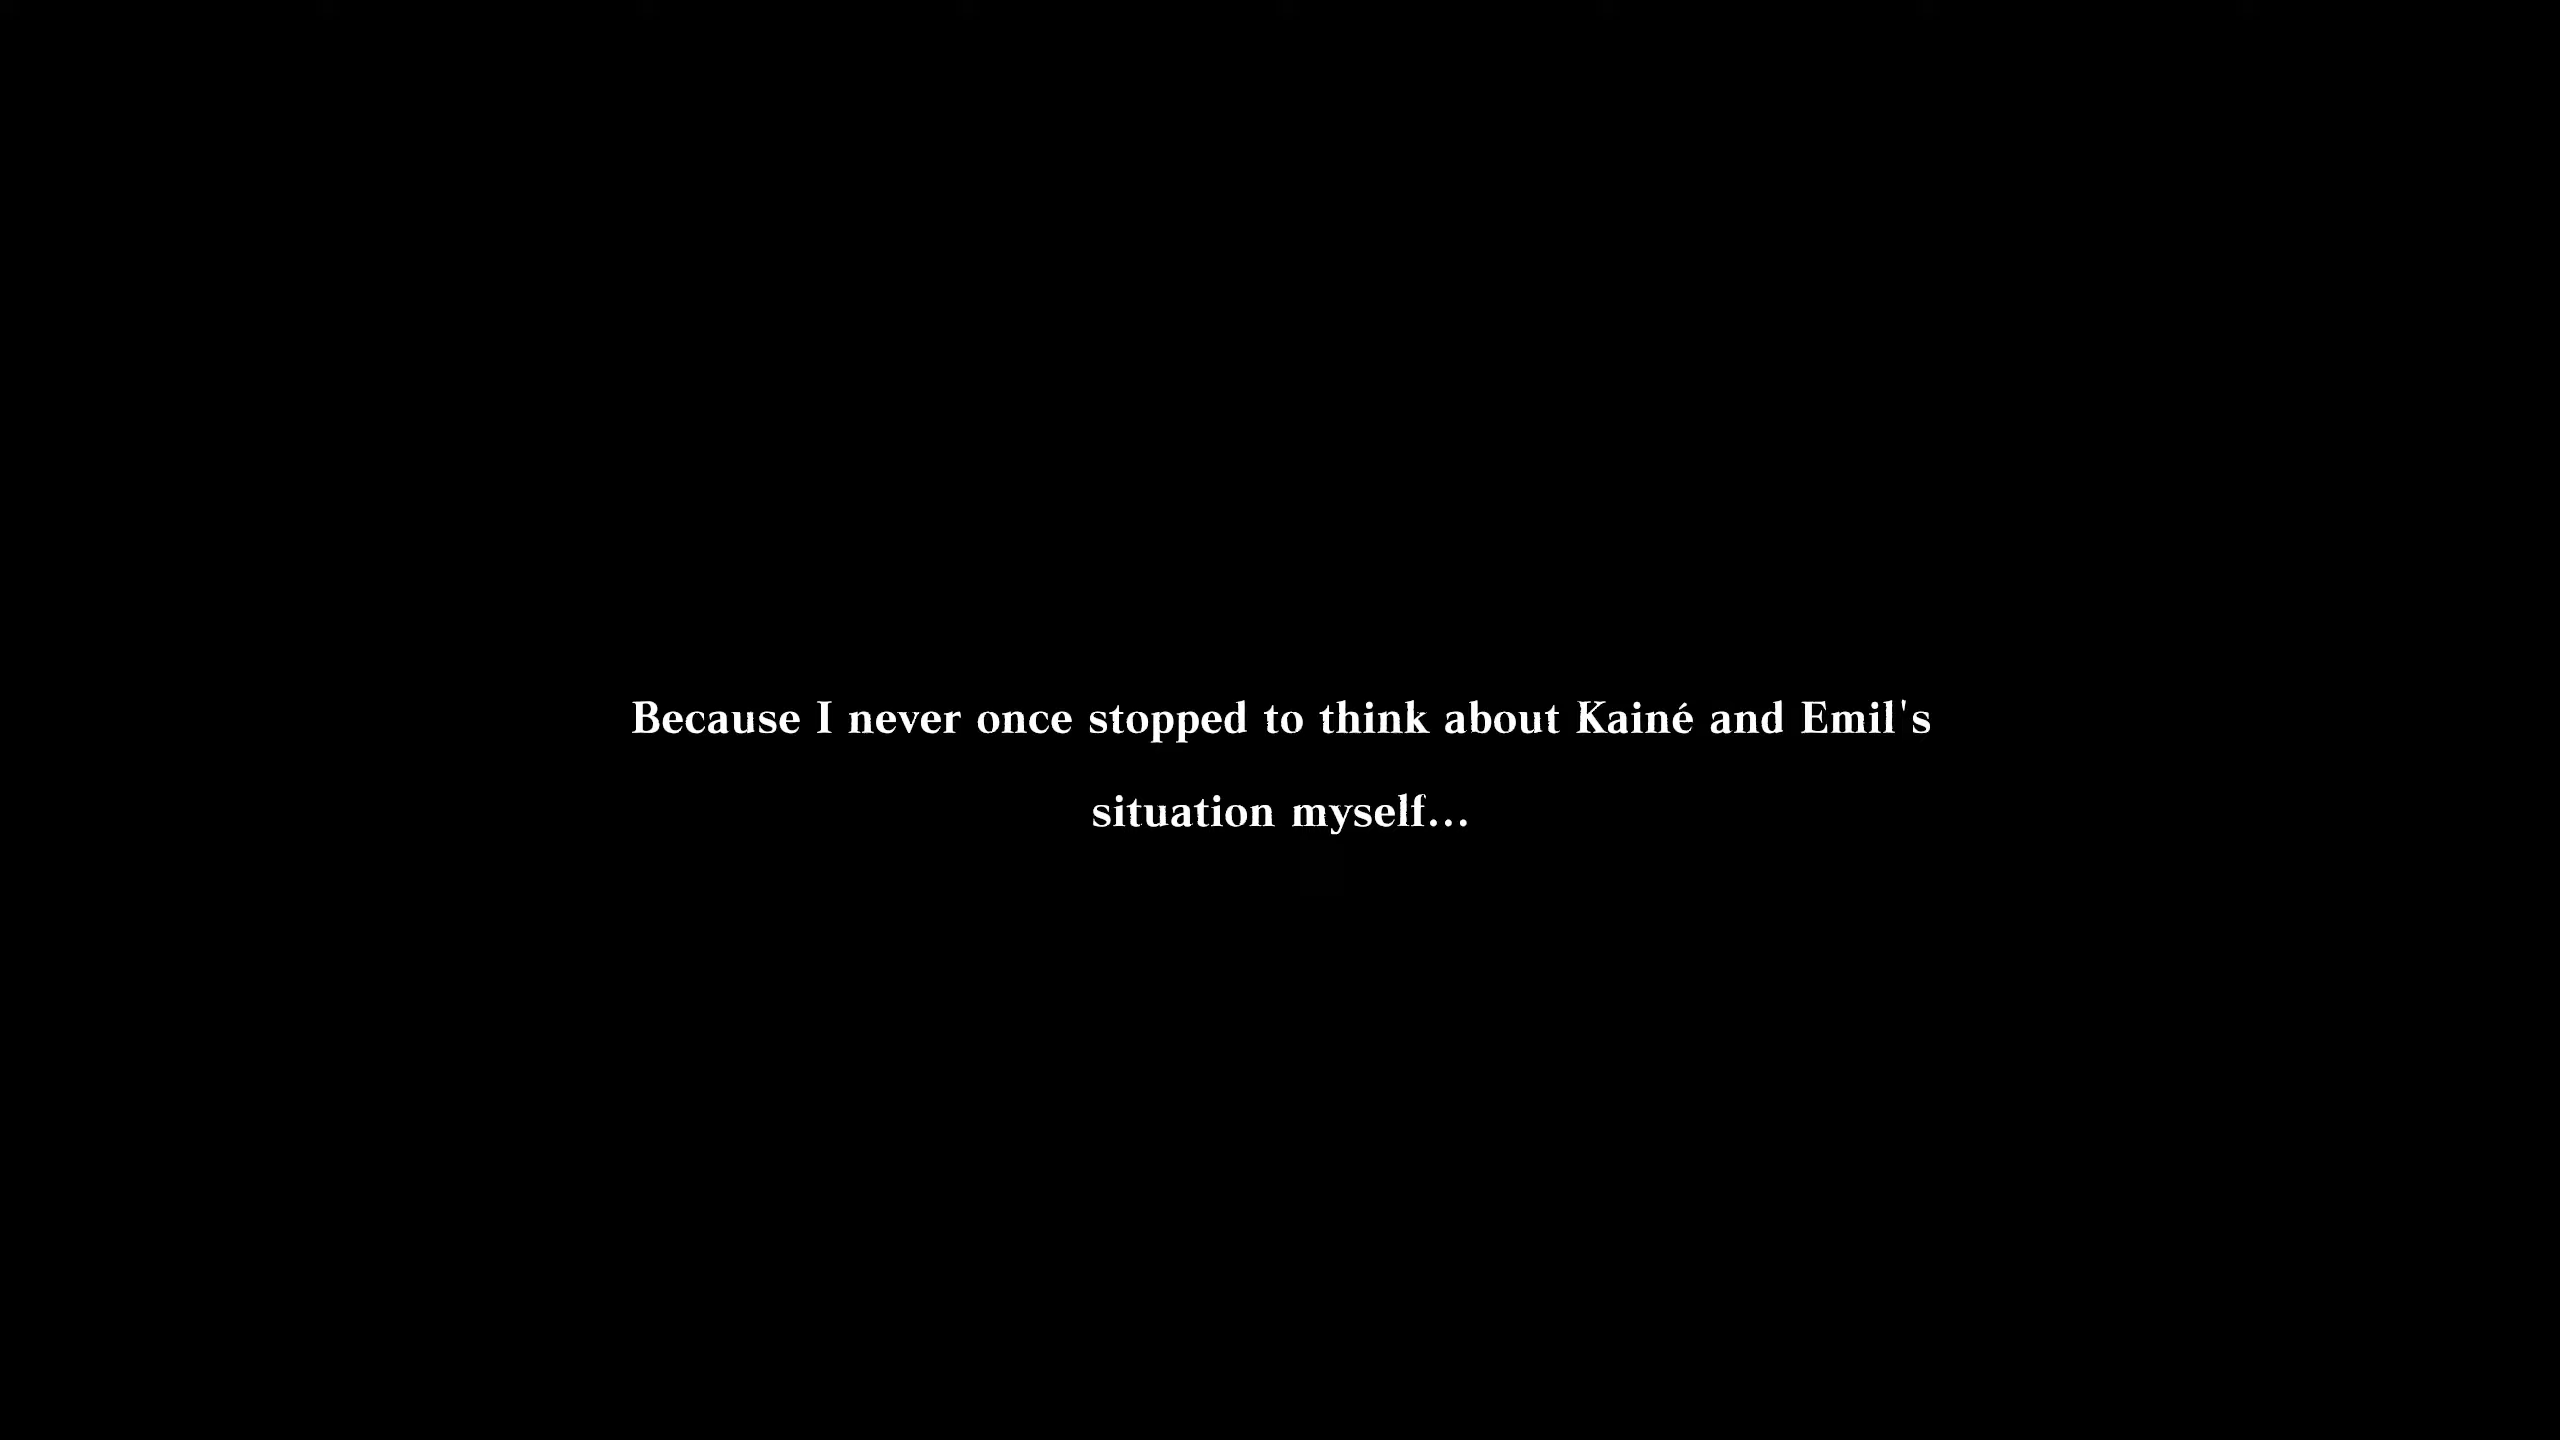 Because I never once stopped to think about Kainé and Emil's
situation myself...